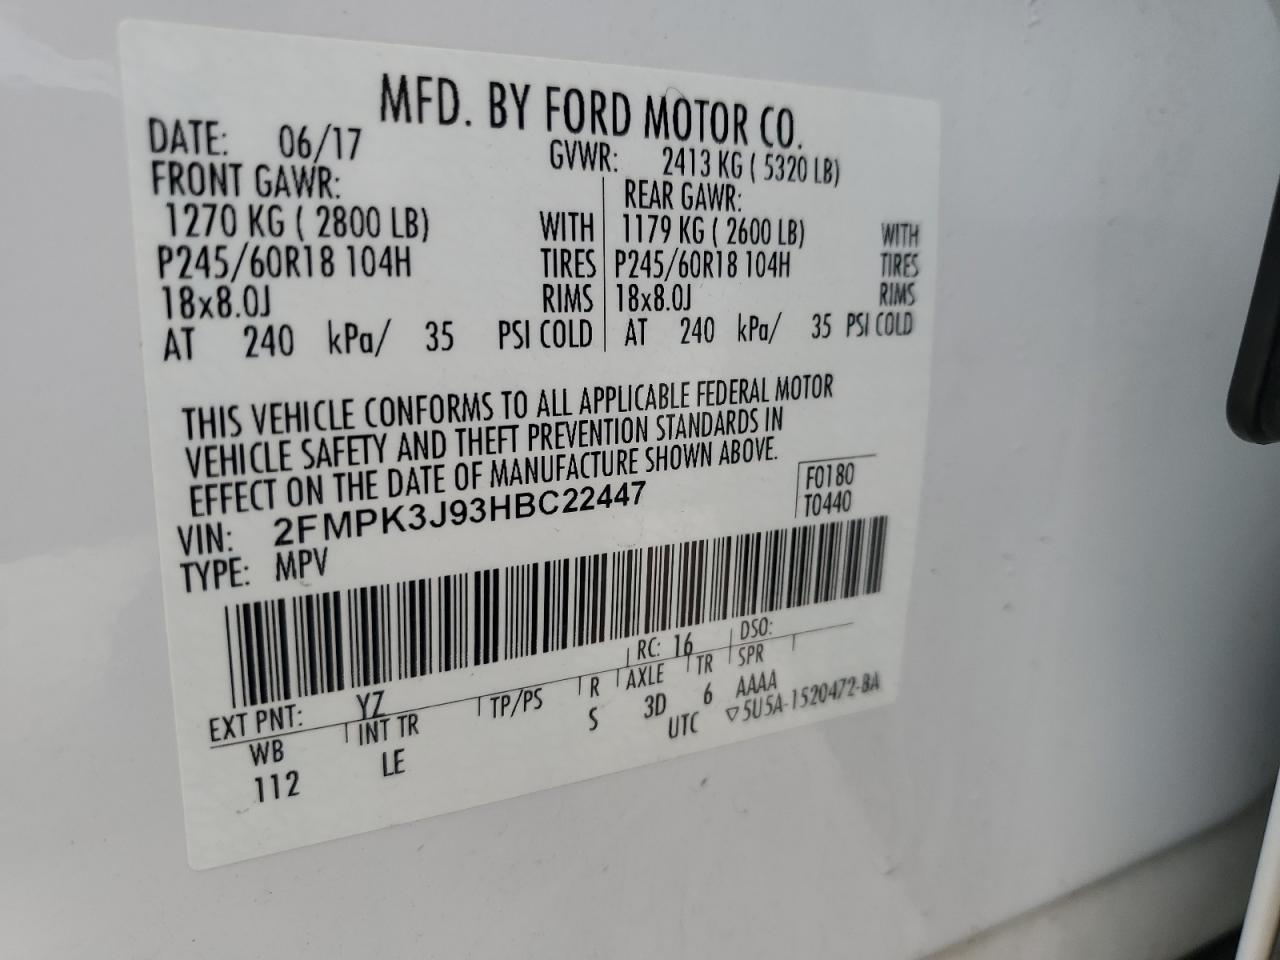 MFD. BY FORD MOTOR CO.
DATE: 06/17 GVWR: 2413 KG ( 5320 LB)
FRONT GAWR: REAR GAWR:
1270 KG ( 2800 LB) WITH 1179 KG ( 2600 LB) WITH
P245/60R18 104H TIRES P245/60R18 104H TIRES
18x8.0J RIMS 18x8.0J RIMS
AT 240 kPa/ 35 PSI COLD AT 240 kPa/ 35 PSI COLD
THIS VEHICLE CONFORMS TO ALL APPLICABLE FEDERAL MOTOR
VEHICLE SAFETY AND THEFT PREVENTION STANDARDS IN
EFFECT ON THE DATE OF MANUFACTURE SHOWN ABOVE.
VIN: 2FMPK3J93HBC22447 F0180
TYPE: MPV T0440
EXT PNT: YZ RC: 16 DSO:
WB INT TR TP/PS R AXLE TR SPR
112 LE S 3D 6 AAAA
UTC ▽5U5A-1520472-BA